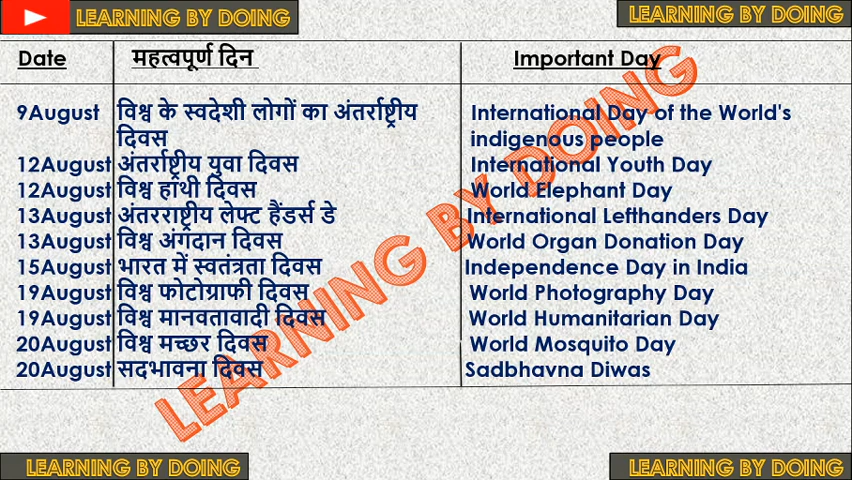 LEARNING BY DOING
LEARNING BY DOING
Date महत्वपूर्ण दिन Important Day
9August विश्व के स्वदेशी लोगों का अंतर्राष्ट्रीय International Day of the World's
दिवस indigenous people
12August अंतर्राष्ट्रीय युवा दिवस International Youth Day
12August विश्व हाथी दिवस World Elephant Day
13August अंतरराष्ट्रीय लेफ्ट हैंडर्स डे International Lefthanders Day
13August विश्व अंगदान दिवस World Organ Donation Day
15August भारत में स्वतंत्रता दिवस Independence Day in India
19August विश्व फोटोग्राफी दिवस World Photography Day
19August विश्व मानवतावादी दिवस World Humanitarian Day
20August विश्व मच्छर दिवस World Mosquito Day
20August सदभावना दिवस Sadbhavna Diwas
LEARNING BY DOING
LEARNING BY DOING
LEARNING BY DOING